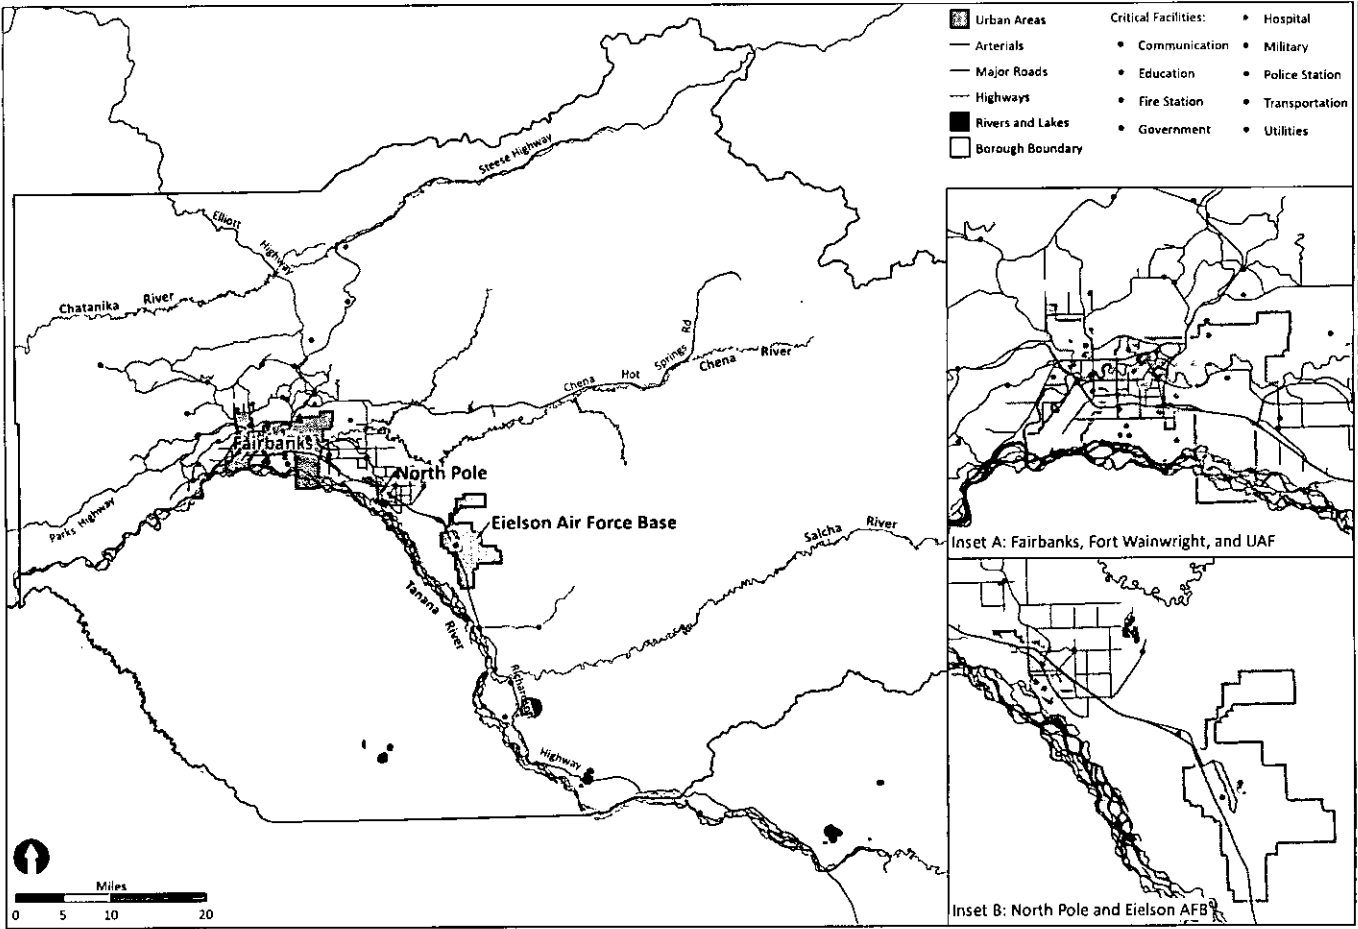 Urban Areas
Arterials
Major Roads
Highways
Rivers and Lakes
Borough Boundary
Critical Facilities:
Communication
Education
Fire Station
Government
Hospital
Military
Police Station
Transportation
Utilities
Steese Highway
Elliott
Highway
Chatanika River
Chena Hot Springs Rd
Chena River
Fairbanks
North Pole
Parks Highway
Eielson Air Force Base
Salcha River
Tanana
River
Richardson
Highway
Miles
0 5 10 20
Inset A: Fairbanks, Fort Wainwright, and UAF
Inset B: North Pole and Eielson AFB